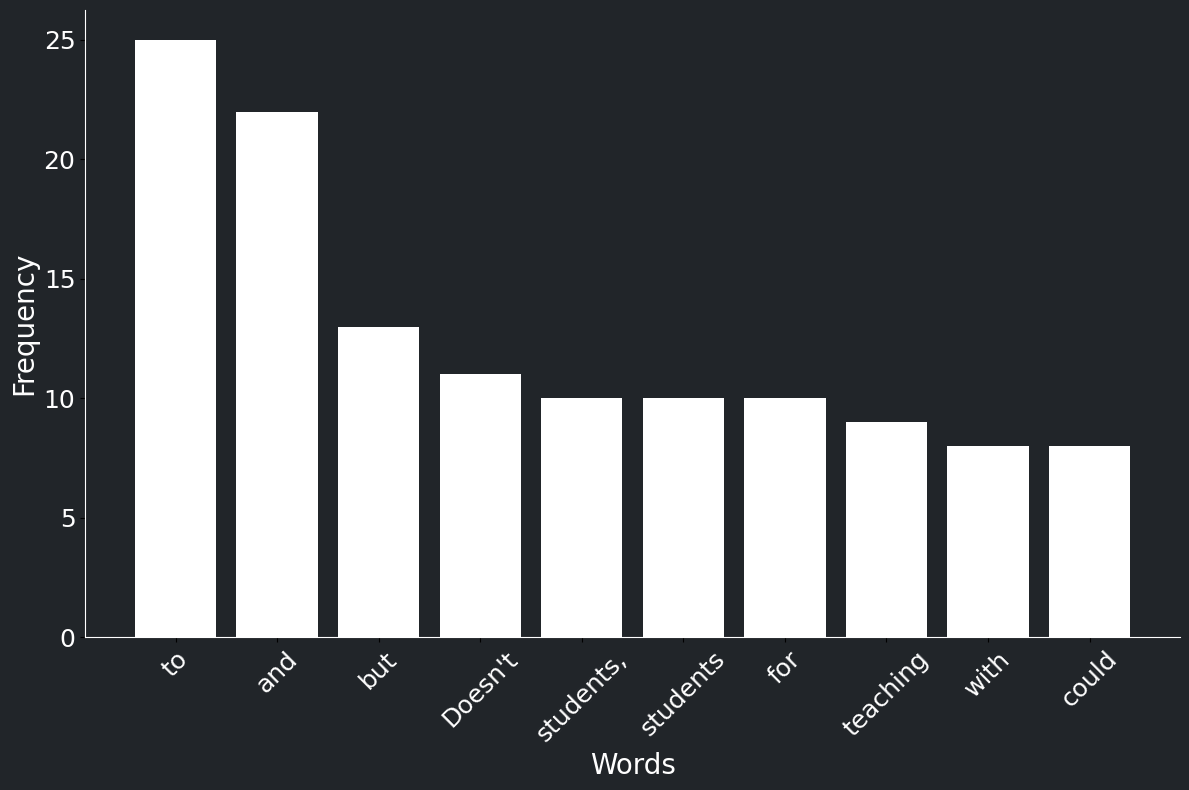 25
20
15
10
5
0
Frequency
to
and
but
Doesn't
students,
students
for
teaching
with
could
Words